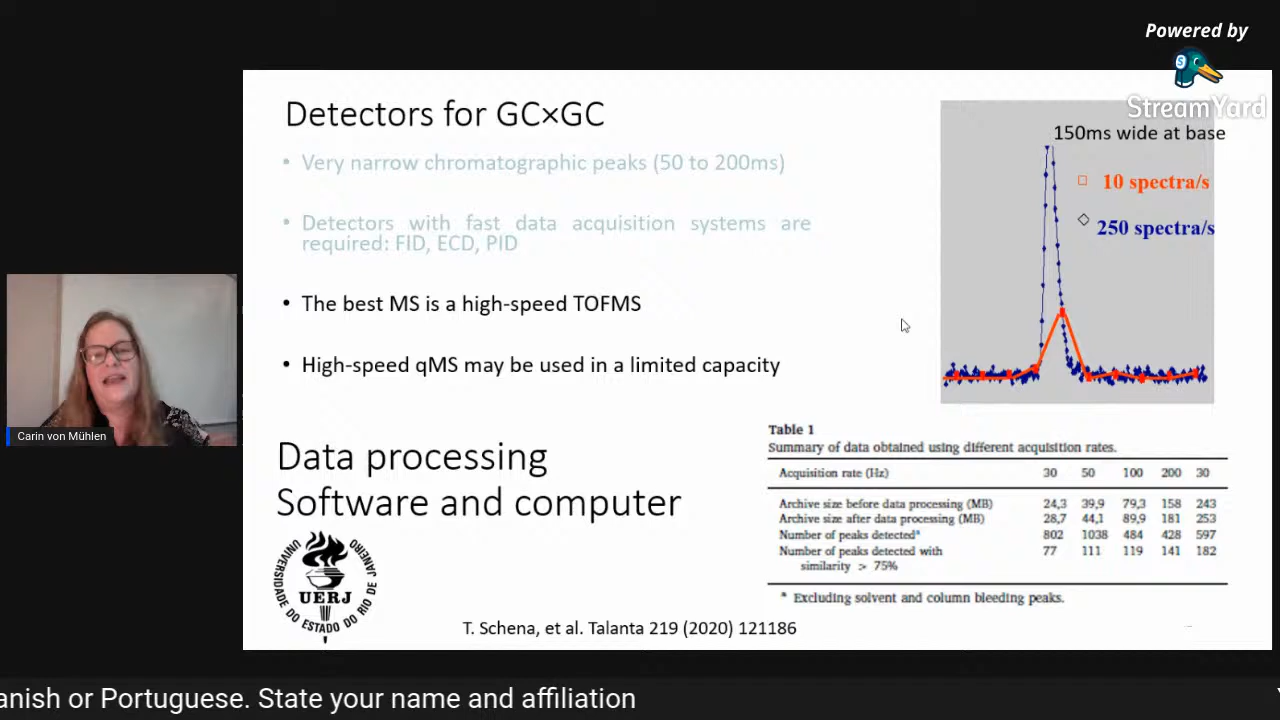 Powered by
StreamYard
Detectors for GC×GC
• Very narrow chromatographic peaks (50 to 200ms)
• Detectors with fast data acquisition systems are
required: FID, ECD, PID
• The best MS is a high-speed TOFMS
• High-speed qMS may be used in a limited capacity
150ms wide at base
10 spectra/s
250 spectra/s
Data processing
Software and computer
Table 1
Summary of data obtained using different acquisition rates.
Acquisition rate (Hz) 30 50 100 200 30
Archive size before data processing (MB) 24,3 39,9 79,3 158 243
Archive size after data processing (MB) 28,7 44,1 89,9 181 253
Number of peaks detectedᵃ 802 1038 484 428 597
Number of peaks detected with 77 111 119 141 182
similarity > 75%
ᵃ Excluding solvent and column bleeding peaks.
UNIVERSIDADE DO ESTADO DO RIO DE JANEIRO
UERJ
T. Schena, et al. Talanta 219 (2020) 121186
Carin von Mühlen
anish or Portuguese. State your name and affiliation